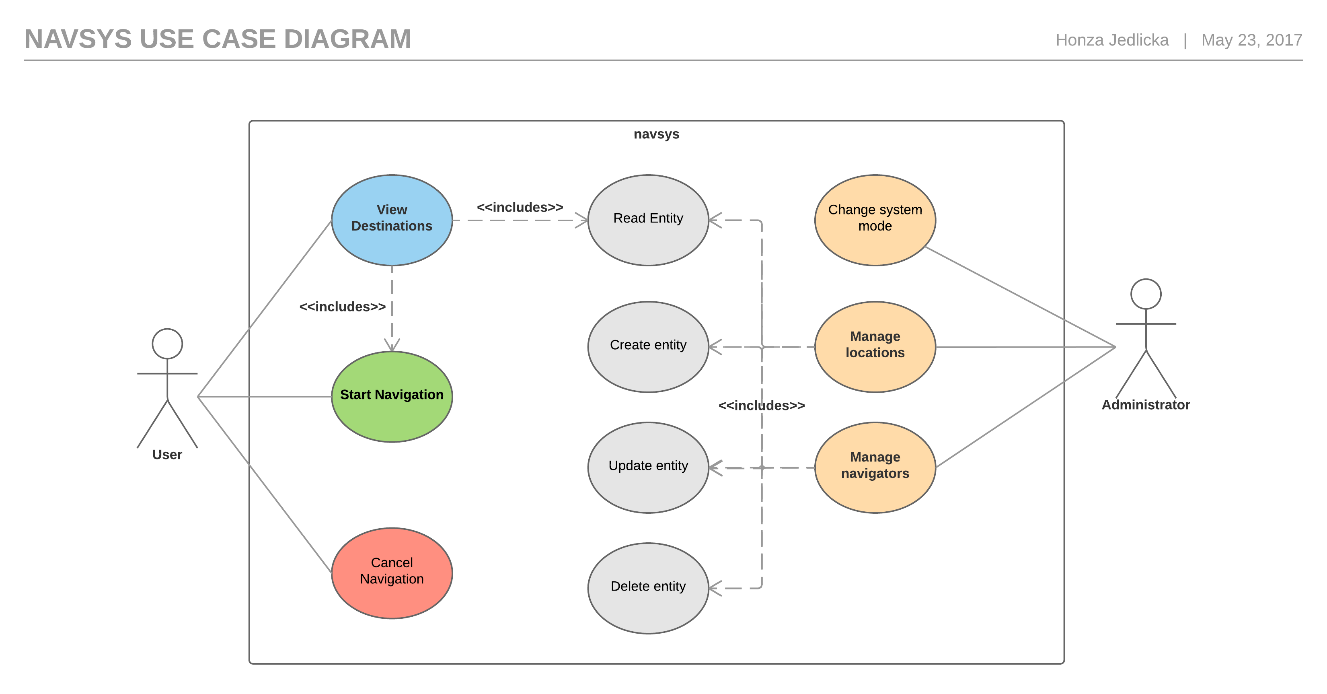 NAVSYS USE CASE DIAGRAM
Honza Jedlicka | May 23, 2017
navsys
View
Destinations
<<includes>>
Read Entity
Change system
mode
<<includes>>
Create entity
Manage
locations
Start Navigation
<<includes>>
User
Administrator
Update entity
Manage
navigators
Cancel
Navigation
Delete entity